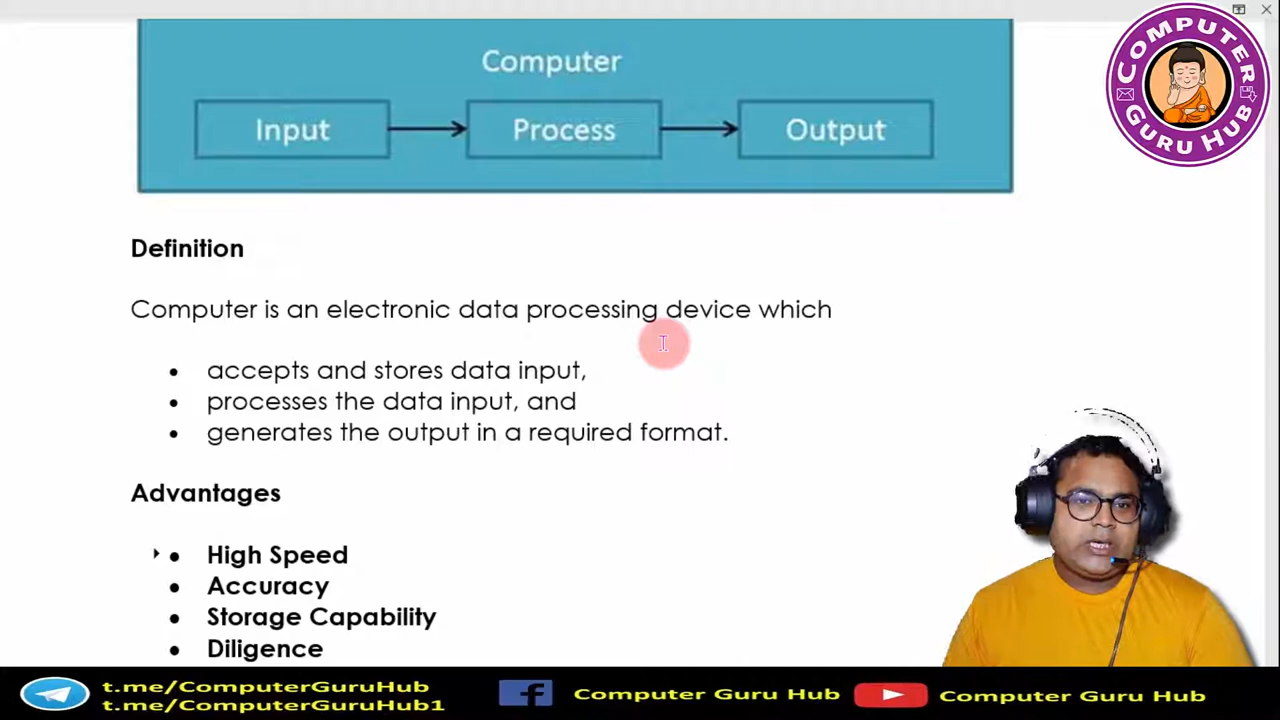 Computer
Input
Process
Output
COMPUTER
GURU HUB
Definition
Computer is an electronic data processing device which
• accepts and stores data input,
• processes the data input, and
• generates the output in a required format.
Advantages
• High Speed
• Accuracy
• Storage Capability
• Diligence
t.me/ComputerGuruHub
t.me/ComputerGuruHub1
Computer Guru Hub
Computer Guru Hub